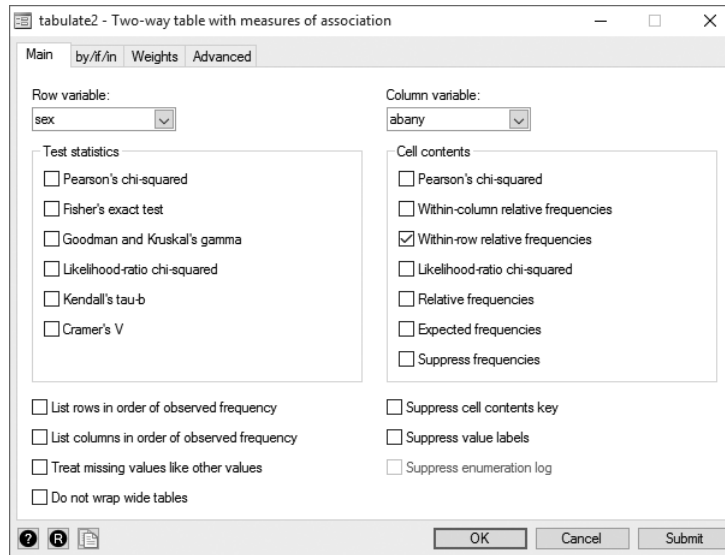 tabulate2 - Two-way table with measures of association
Main by/if/in Weights Advanced
Row variable:
sex
Column variable:
abany
Test statistics
Pearson's chi-squared
Fisher's exact test
Goodman and Kruskal's gamma
Likelihood-ratio chi-squared
Kendall's tau-b
Cramer's V
Cell contents
Pearson's chi-squared
Within-column relative frequencies
Within-row relative frequencies
Likelihood-ratio chi-squared
Relative frequencies
Expected frequencies
Suppress frequencies
List rows in order of observed frequency
List columns in order of observed frequency
Treat missing values like other values
Do not wrap wide tables
Suppress cell contents key
Suppress value labels
Suppress enumeration log
? R
OK Cancel Submit